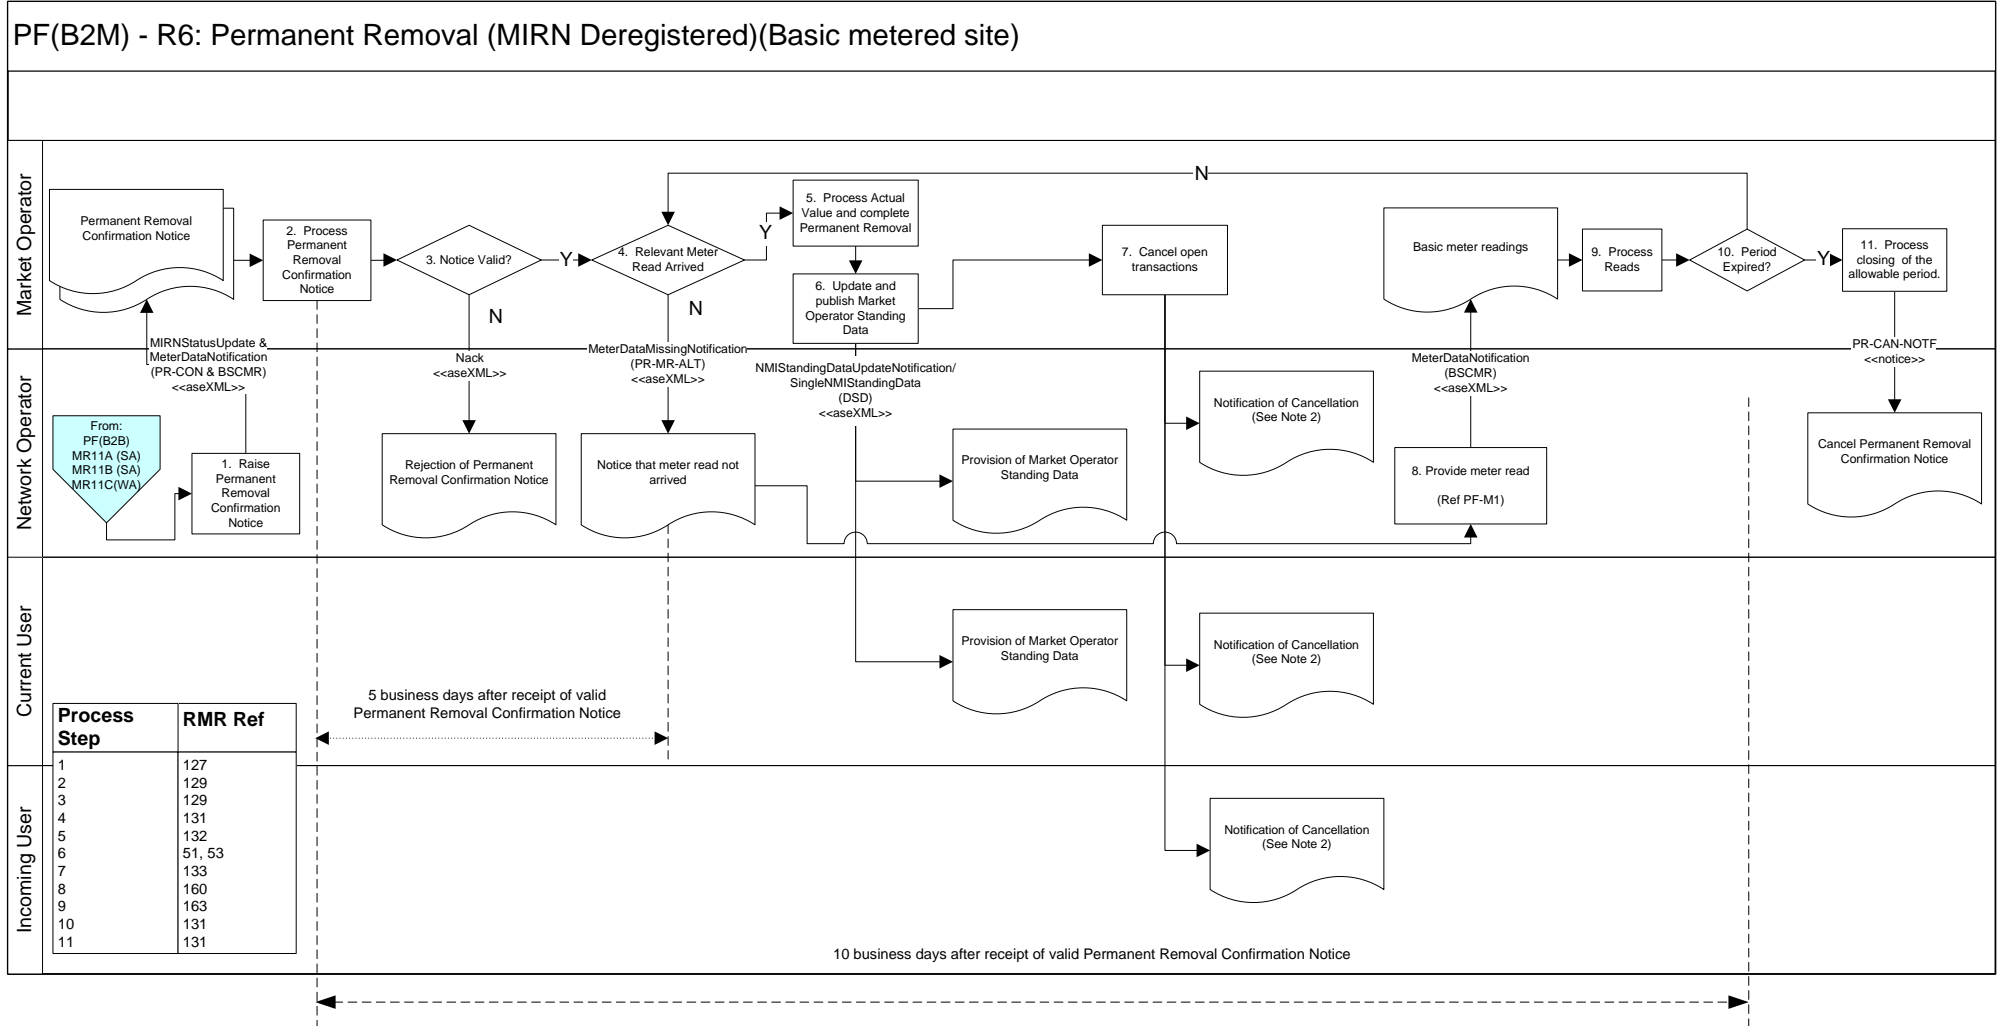 PF(B2M) - R6: Permanent Removal (MIRN Deregistered)(Basic metered site)
Market Operator
Permanent Removal
Confirmation Notice
2. Process
Permanent
Removal
Confirmation
Notice
3. Notice Valid?
Y
N
4. Relevant Meter
Read Arrived
Y
N
5. Process Actual
Value and complete
Permanent Removal
6. Update and
publish Market
Operator Standing
Data
7. Cancel open
transactions
N
Basic meter readings
9. Process
Reads
10. Period
Expired?
Y
11. Process
closing of the
allowable period.
MIRNStatusUpdate &
MeterDataNotification
(PR-CON & BSCMR)
<<aseXML>>
Nack
<<aseXML>>
MeterDataMissingNotification
(PR-MR-ALT)
<<aseXML>>
NMIStandingDataUpdateNotification/
SingleNMIStandingData
(DSD)
<<aseXML>>
MeterDataNotification
(BSCMR)
<<aseXML>>
PR-CAN-NOTF
<<notice>>
Network Operator
From:
PF(B2B)
MR11A (SA)
MR11B (SA)
MR11C(WA)
1. Raise
Permanent
Removal
Confirmation
Notice
Rejection of Permanent
Removal Confirmation Notice
Notice that meter read not
arrived
Provision of Market Operator
Standing Data
Notification of Cancellation
(See Note 2)
8. Provide meter read
(Ref PF-M1)
Cancel Permanent Removal
Confirmation Notice
Current User
5 business days after receipt of valid
Permanent Removal Confirmation Notice
Provision of Market Operator
Standing Data
Notification of Cancellation
(See Note 2)
Process Step RMR Ref
1 127
2 129
3 129
4 131
5 132
6 51, 53
7 133
8 160
9 163
10 131
11 131
Incoming User
Notification of Cancellation
(See Note 2)
10 business days after receipt of valid Permanent Removal Confirmation Notice